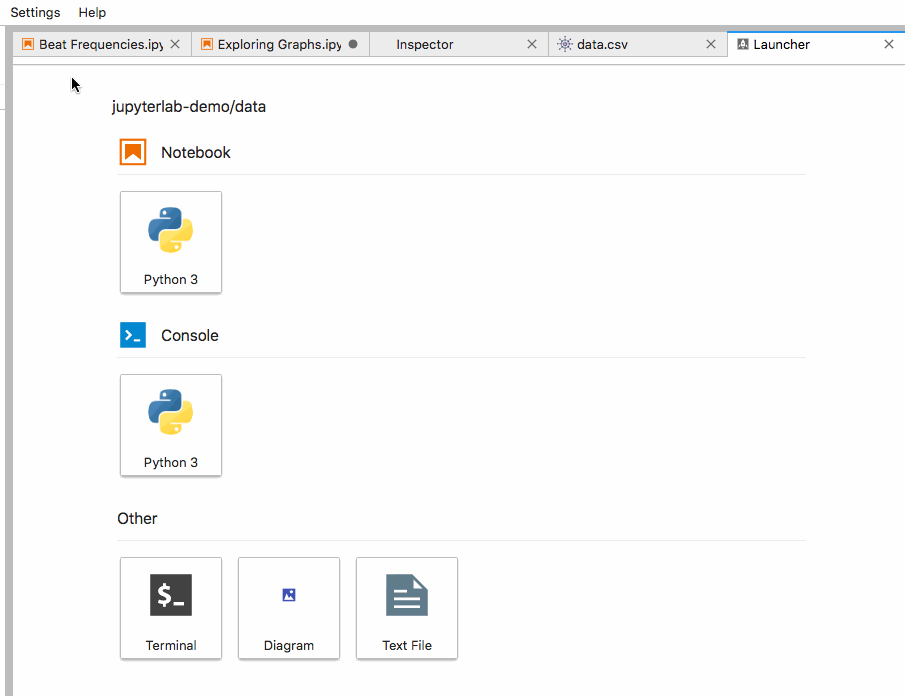 Settings Help
Beat Frequencies.ipy Exploring Graphs.ipy Inspector data.csv Launcher
jupyterlab-demo/data
Notebook
Python 3
>_ Console
Python 3
Other
$_
Terminal Diagram Text File